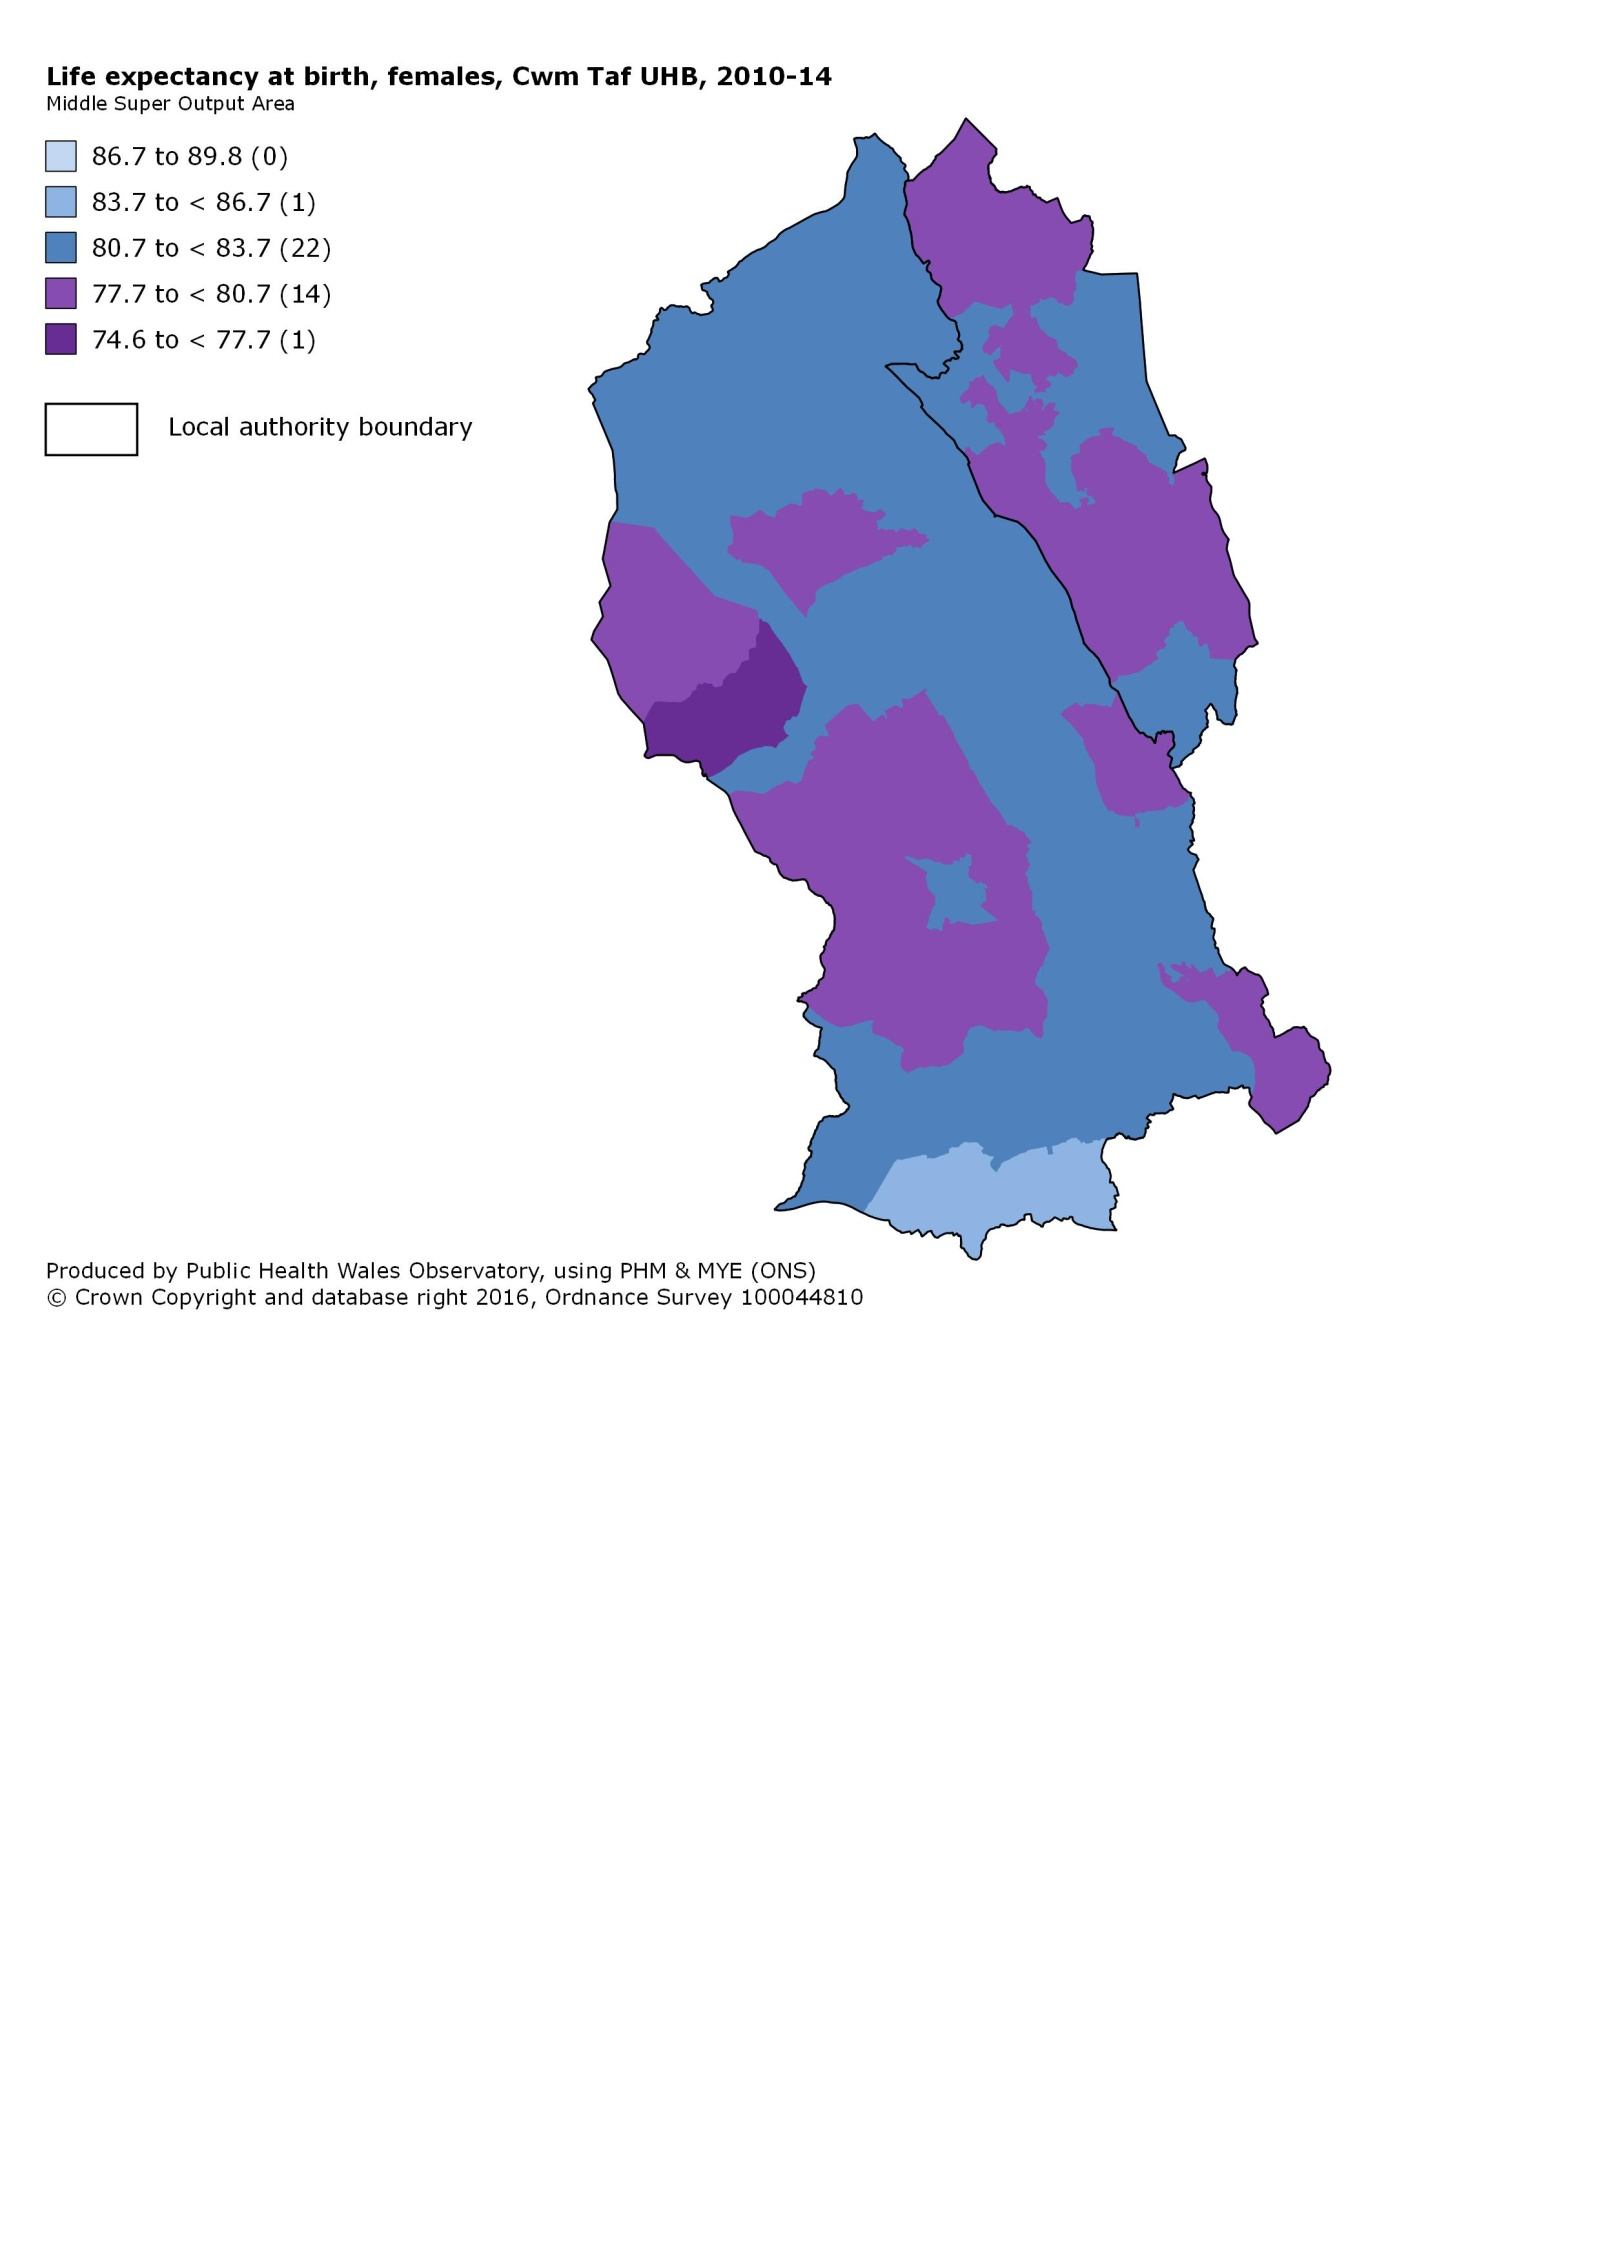 Life expectancy at birth, females, Cwm Taf UHB, 2010-14
Middle Super Output Area
86.7 to 89.8 (0)
83.7 to < 86.7 (1)
80.7 to < 83.7 (22)
77.7 to < 80.7 (14)
74.6 to < 77.7 (1)
Local authority boundary
Produced by Public Health Wales Observatory, using PHM & MYE (ONS)
© Crown Copyright and database right 2016, Ordnance Survey 100044810